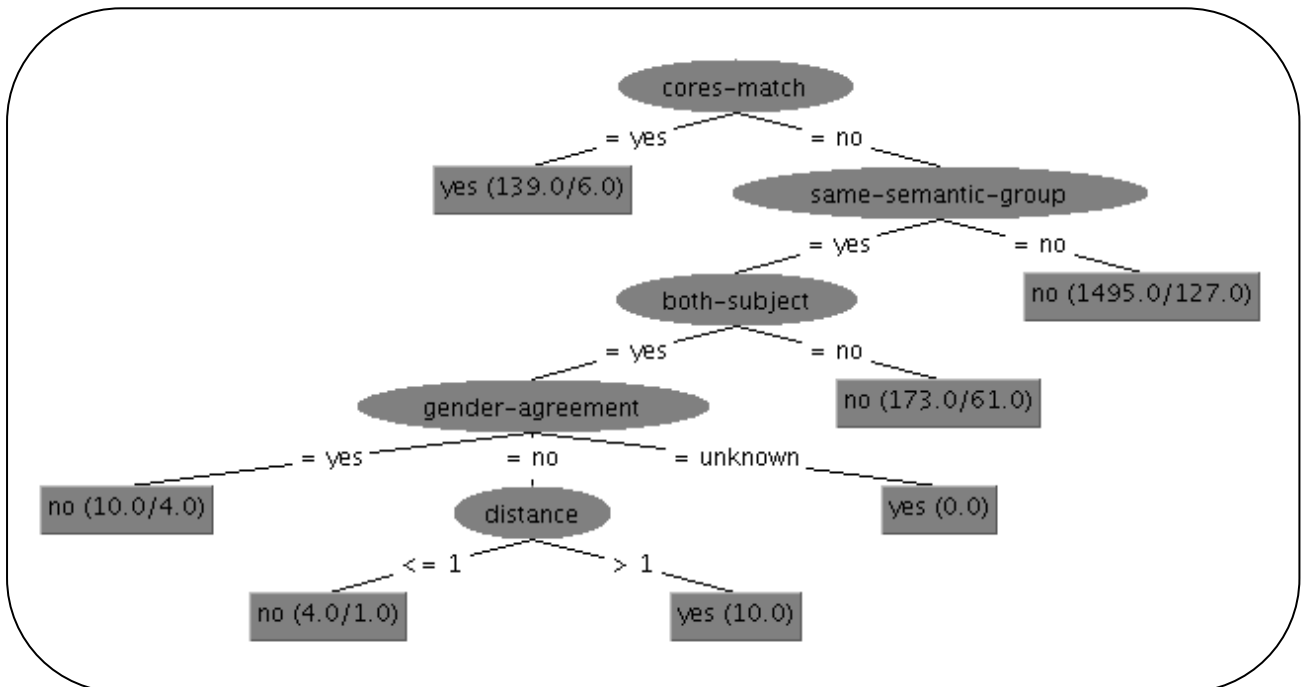 cores-match
= yes
= no
yes (139.0/6.0)
same-semantic-group
= yes
= no
both-subject
no (1495.0/127.0)
= yes
= no
gender-agreement
no (173.0/61.0)
= yes
= no
= unknown
no (10.0/4.0)
distance
yes (0.0)
<= 1
> 1
no (4.0/1.0)
yes (10.0)